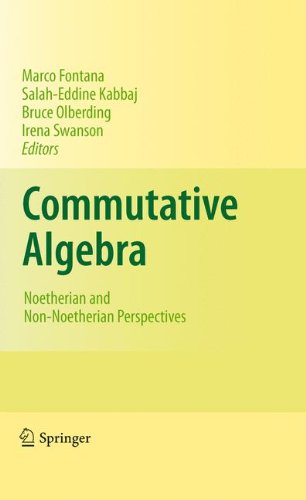 Marco Fontana
Salah-Eddine Kabbaj
Bruce Olberding
Irena Swanson
Editors
Commutative
Algebra
Noetherian and
Non-Noetherian Perspectives
Springer